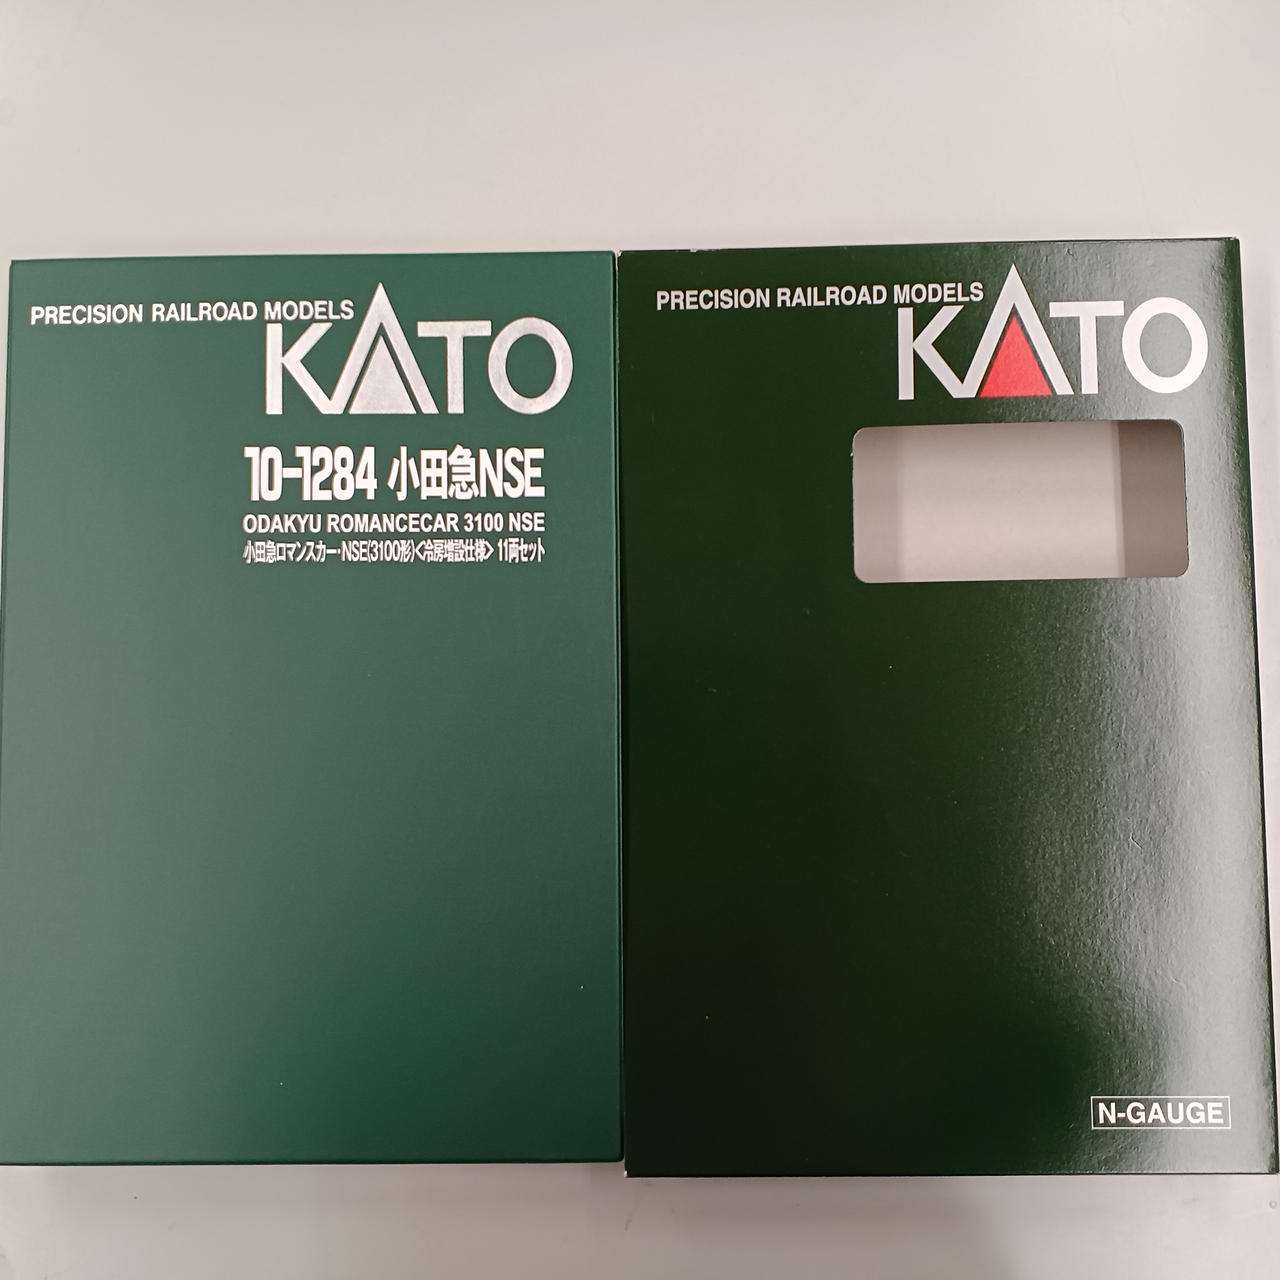 PRECISION RAILROAD MODELS
KATO
10-1284 小田急NSE
ODAKYU ROMANCECAR 3100 NSE
小田急ロマンスカー・NSE(3100形)<冷房増設仕様> 11両セット
PRECISION RAILROAD MODELS
KATO
N-GAUGE